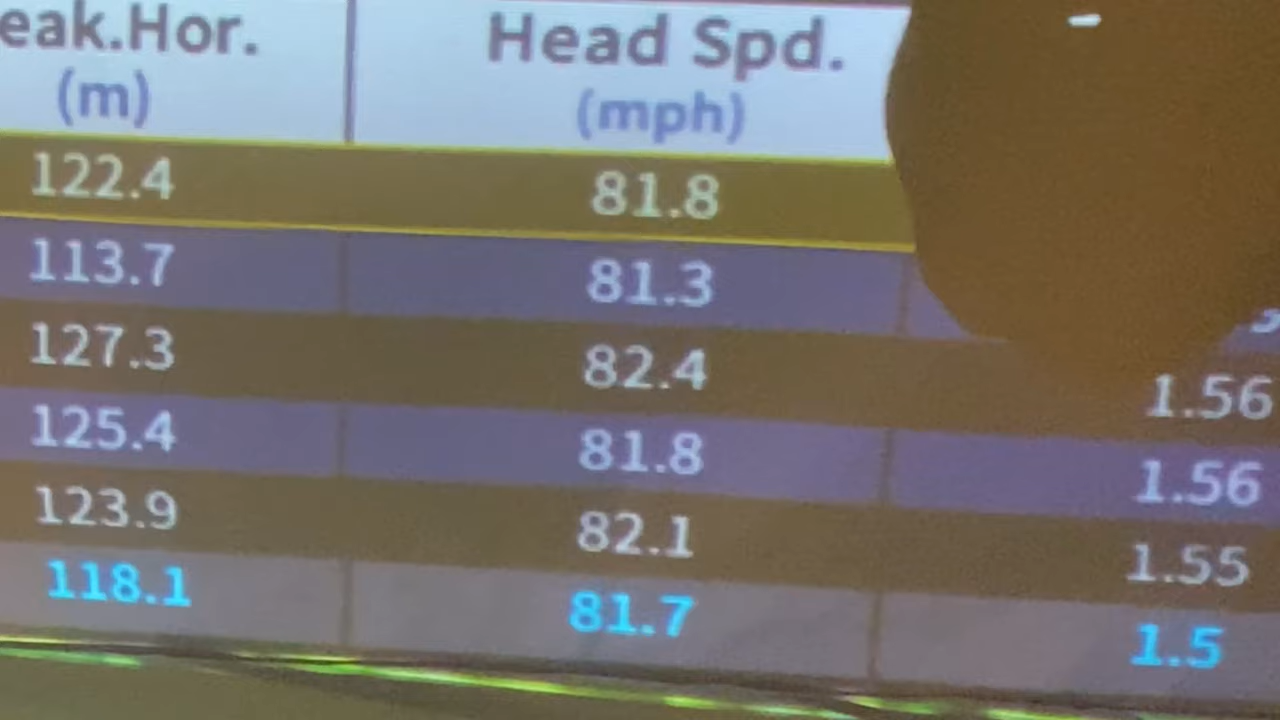 eak.Hor. Head Spd.
(m) (mph)
122.4 81.8
113.7 81.3
127.3 82.4 1.56
125.4 81.8 1.56
123.9 82.1 1.55
118.1 81.7 1.5